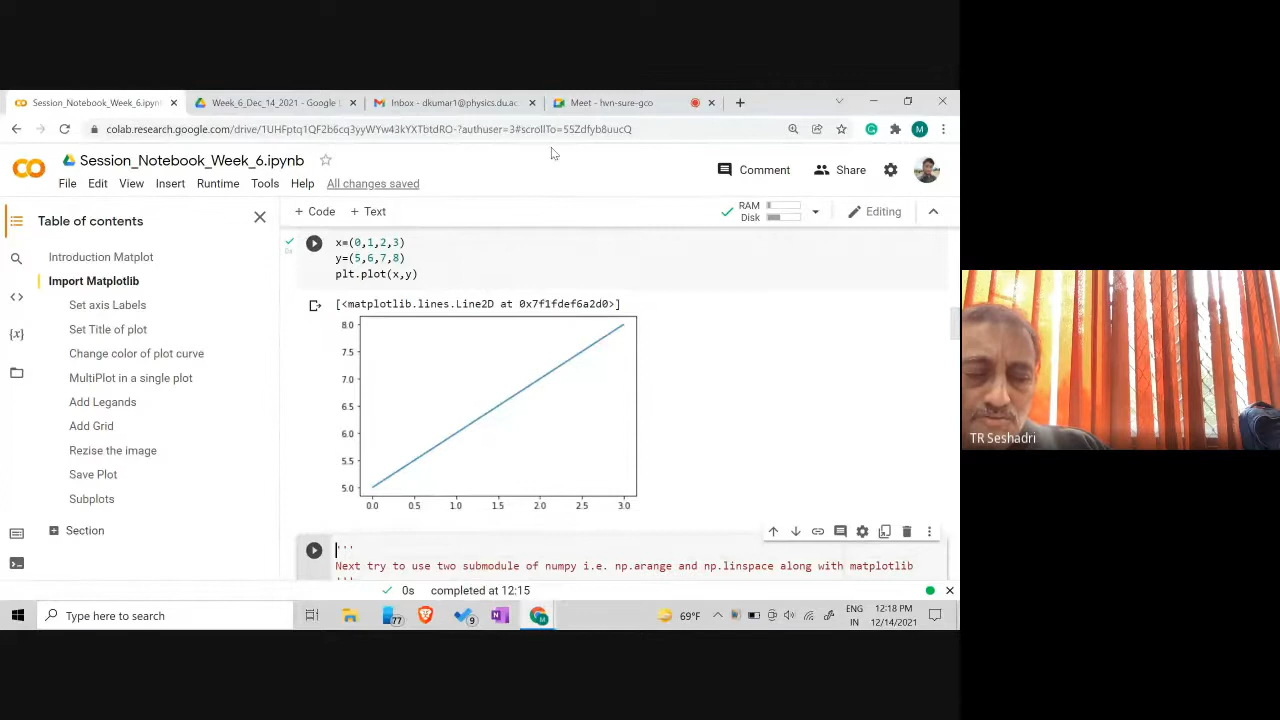 Session_Notebook_Week_6.ipynb
Week_6_Dec_14_2021 - Google
Inbox - dkumar1@physics.du.ac
Meet - hvn-sure-gco
colab.research.google.com/drive/1UHFptq1QF2b6cq3yyWYw43kYXTbtdRO-?authuser=3#scrollTo=55Zdfyb8uucQ
M
Session_Notebook_Week_6.ipynb
Comment
Share
File Edit View Insert Runtime Tools Help All changes saved
Table of contents
+ Code + Text
RAM
Disk
Editing
Introduction Matplot
Import Matplotlib
Set axis Labels
Set Title of plot
Change color of plot curve
MultiPlot in a single plot
Add Legands
Add Grid
Rezise the image
Save Plot
Subplots
Section
{x}
0s
x=(0,1,2,3)
y=(5,6,7,8)
plt.plot(x,y)
[<matplotlib.lines.Line2D at 0x7f1fdef6a2d0>]
8.0
7.5
7.0
6.5
6.0
5.5
5.0
0.0 0.5 1.0 1.5 2.0 2.5 3.0
'''
Next try to use two submodule of numpy i.e. np.arange and np.linspace along with matplotlib
'''
0s completed at 12:15
Type here to search
77
9
69°F
ENG
IN
12:18 PM
12/14/2021
TR Seshadri